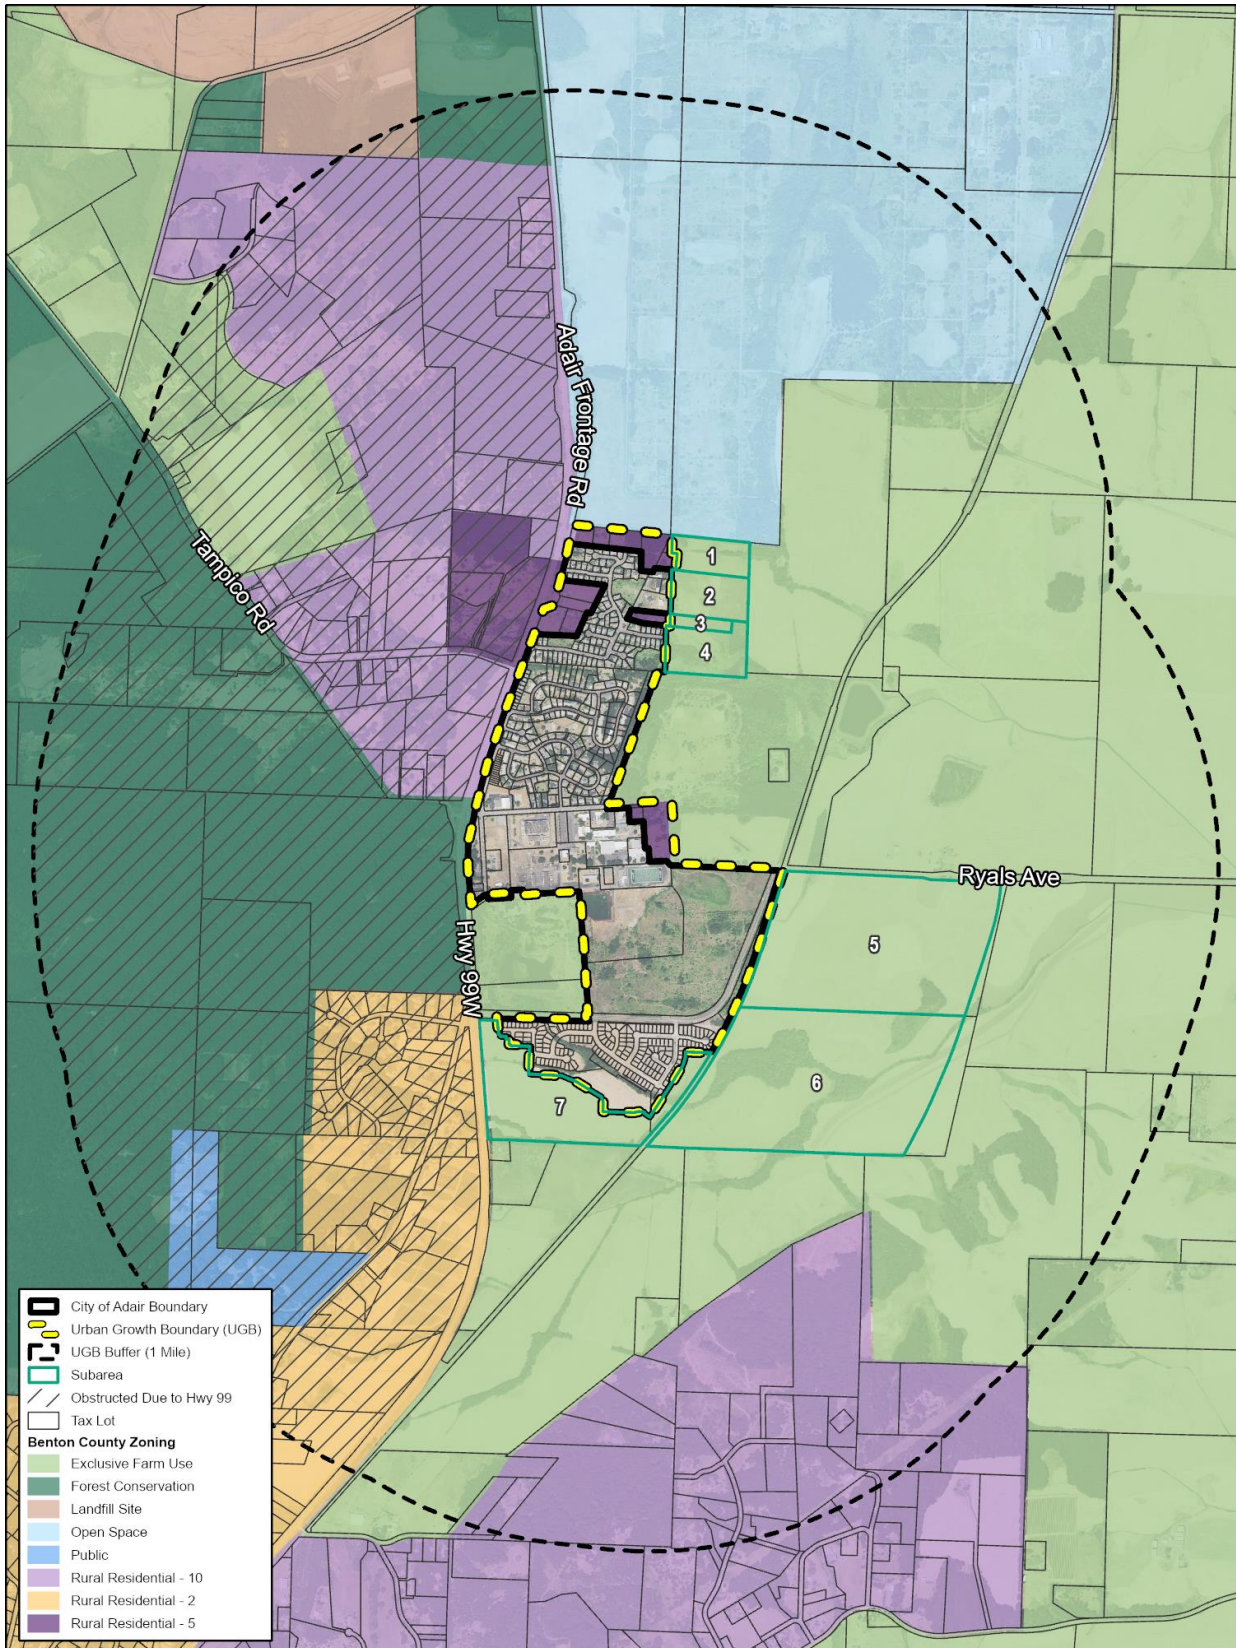 Adair Frontage Rd
Tampico Rd
1
2
3
4
Ryals Ave
5
Hwy 99W
6
7
City of Adair Boundary
Urban Growth Boundary (UGB)
UGB Buffer (1 Mile)
Subarea
Obstructed Due to Hwy 99
Tax Lot
Benton County Zoning
Exclusive Farm Use
Forest Conservation
Landfill Site
Open Space
Public
Rural Residential - 10
Rural Residential - 2
Rural Residential - 5